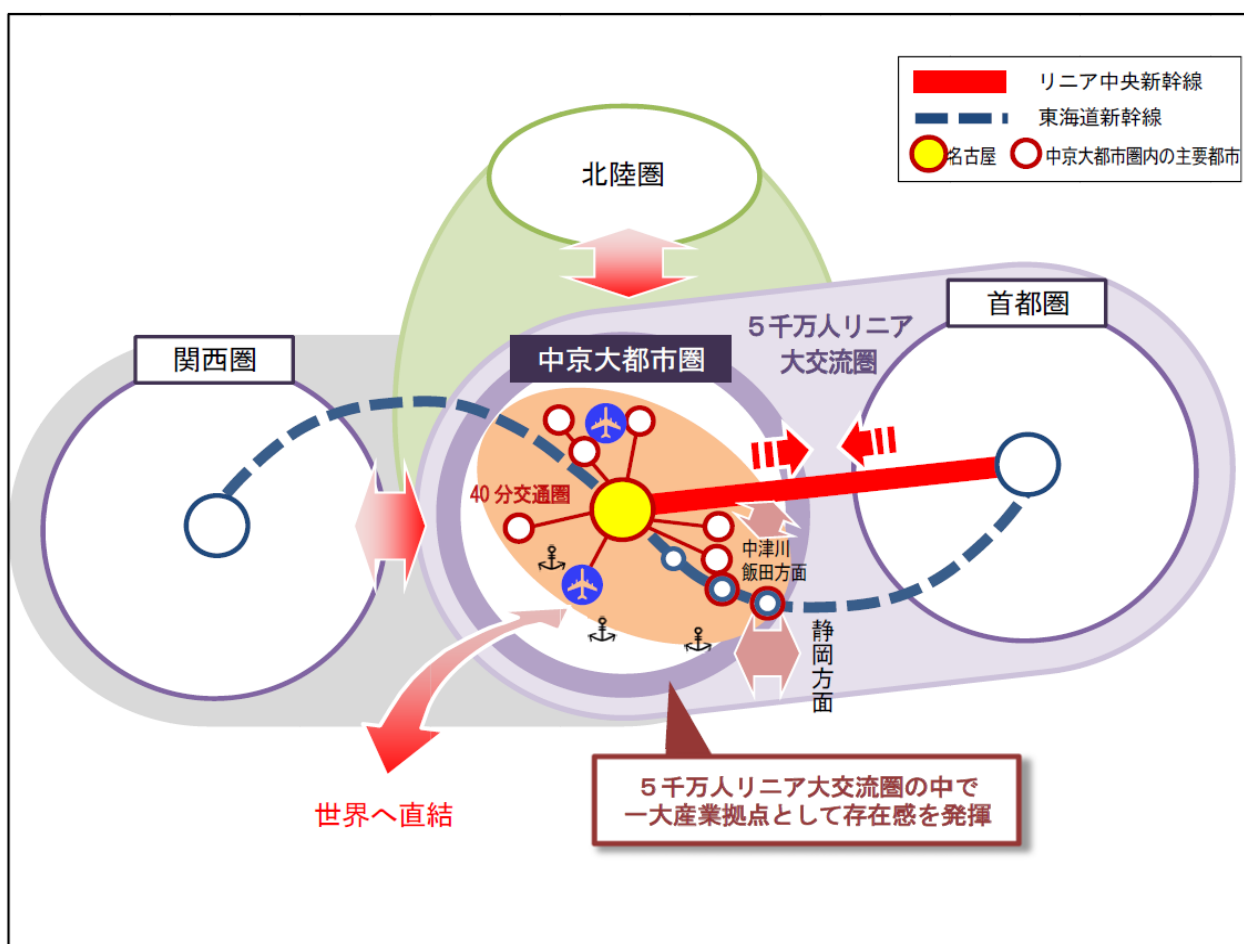 リニア中央新幹線
東海道新幹線
名古屋 中京大都市圏内の主要都市
北陸圏
首都圏
5千万人リニア
大交流圏
関西圏
中京大都市圏
40分交通圏
中津川
飯田方面
静岡方面
5千万人リニア大交流圏の中で
一大産業拠点として存在感を発揮
世界へ直結